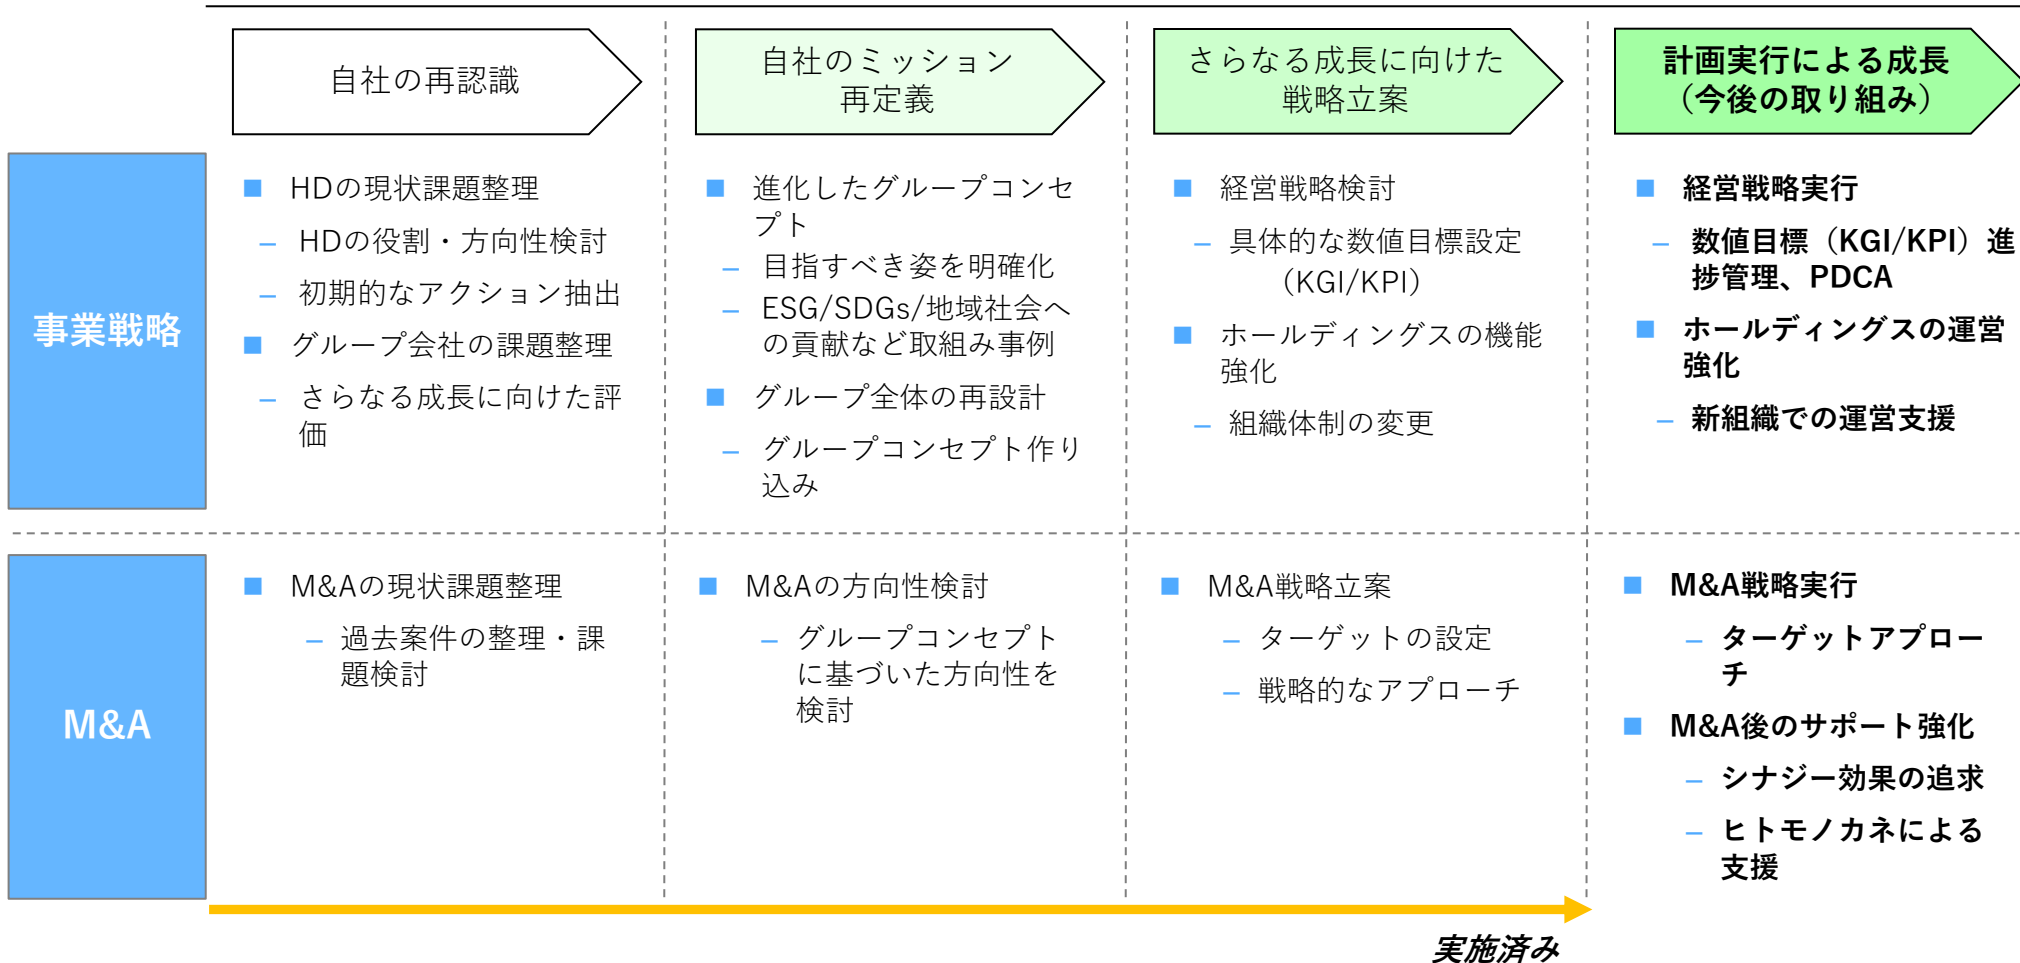 自社の再認識
自社のミッション
再定義
さらなる成長に向けた
戦略立案
計画実行による成長
（今後の取り組み）
事業戦略
■ HDの現状課題整理
– HDの役割・方向性検討
– 初期的なアクション抽出
■ グループ会社の課題整理
– さらなる成長に向けた評
価
■ 進化したグループコンセ
プト
– 目指すべき姿を明確化
– ESG/SDGs/地域社会へ
の貢献など取組み事例
■ グループ全体の再設計
– グループコンセプト作り
込み
■ 経営戦略検討
– 具体的な数値目標設定
（KGI/KPI）
■ ホールディングスの機能
強化
– 組織体制の変更
■ 経営戦略実行
– 数値目標（KGI/KPI）進
捗管理、PDCA
■ ホールディングスの運営
強化
– 新組織での運営支援
M&A
■ M&Aの現状課題整理
– 過去案件の整理・課
題検討
■ M&Aの方向性検討
– グループコンセプト
に基づいた方向性を
検討
■ M&A戦略立案
– ターゲットの設定
– 戦略的なアプローチ
■ M&A戦略実行
– ターゲットアプロー
チ
■ M&A後のサポート強化
– シナジー効果の追求
– ヒトモノカネによる
支援
実施済み